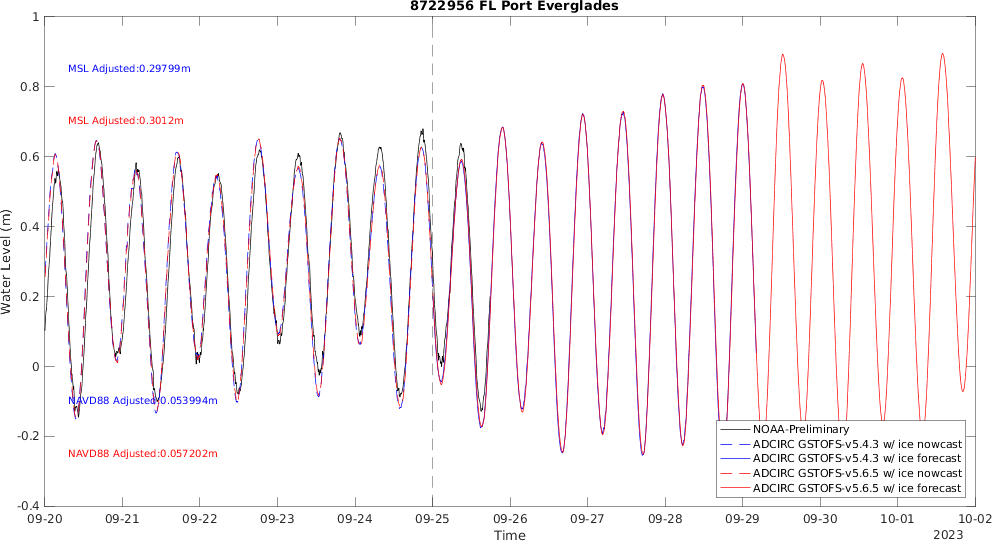 8722956 FL Port Everglades
1
0.8
0.6
0.4
0.2
0
-0.2
-0.4
Water Level (m)
MSL Adjusted:0.29799m
MSL Adjusted:0.3012m
NAVD88 Adjusted:0.053994m
NAVD88 Adjusted:0.057202m
NOAA-Preliminary
ADCIRC GSTOFS-v5.4.3 w/ ice nowcast
ADCIRC GSTOFS-v5.4.3 w/ ice forecast
ADCIRC GSTOFS-v5.6.5 w/ ice nowcast
ADCIRC GSTOFS-v5.6.5 w/ ice forecast
09-20 09-21 09-22 09-23 09-24 09-25 09-26 09-27 09-28 09-29 09-30 10-01 10-02
Time
2023